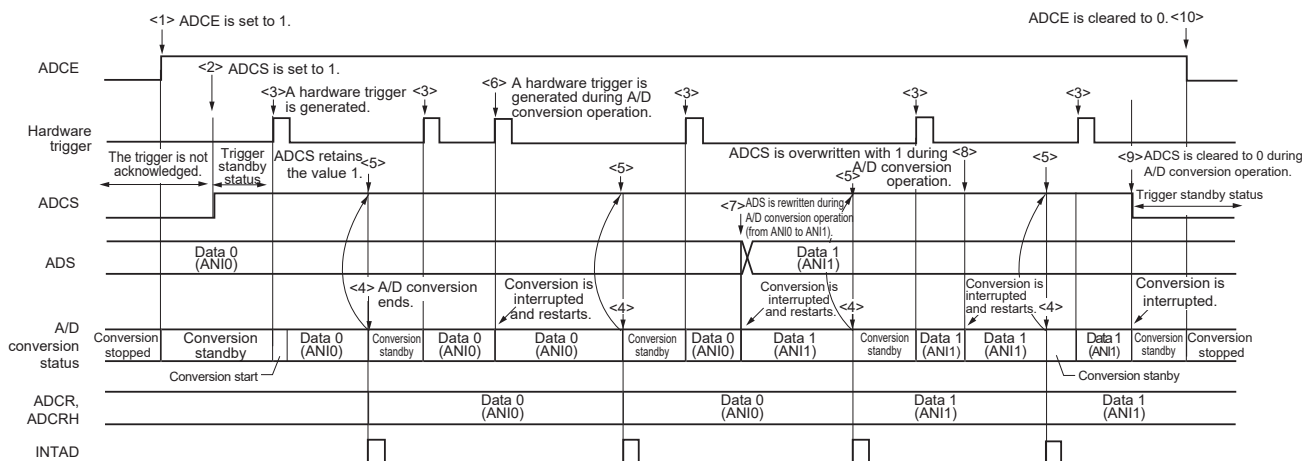 <1> ADCE is set to 1.
ADCE is cleared to 0. <10>
ADCE
<2> ADCS is set to 1.
<3> A hardware trigger
is generated.
<3>
<6> A hardware trigger is
generated during A/D
conversion operation.
<3>
<3>
<3>
Hardware
trigger
The trigger is not
acknowledged.
Trigger
standby
status
ADCS retains
the value 1.
<5>
<5>
ADCS is overwritten with 1 during
A/D conversion
operation.
<8>
<5>
<5>
<9> ADCS is cleared to 0 during
A/D conversion operation.
Trigger standby status
ADCS
<7> ADS is rewritten during
A/D conversion operation
(from ANI0 to ANI1).
ADS
Data 0
(ANI0)
Data 1
(ANI1)
<4> A/D conversion
ends.
Conversion is
interrupted
and restarts.
<4>
Conversion is
interrupted
and restarts.
<4>
Conversion is
interrupted
and restarts.
<4>
Conversion is
interrupted.
A/D
conversion
status
Conversion
stopped
Conversion
standby
Data 0
(ANI0)
Conversion
standby
Data 0
(ANI0)
Data 0
(ANI0)
Conversion
standby
Data 0
(ANI0)
Data 1
(ANI1)
Conversion
standby
Data 1
(ANI1)
Data 1
(ANI1)
Data 1
(ANI1)
Conversion
standby
Conversion
stopped
Conversion start
Conversion stanby
ADCR,
ADCRH
Data 0
(ANI0)
Data 0
(ANI0)
Data 1
(ANI1)
Data 1
(ANI1)
INTAD